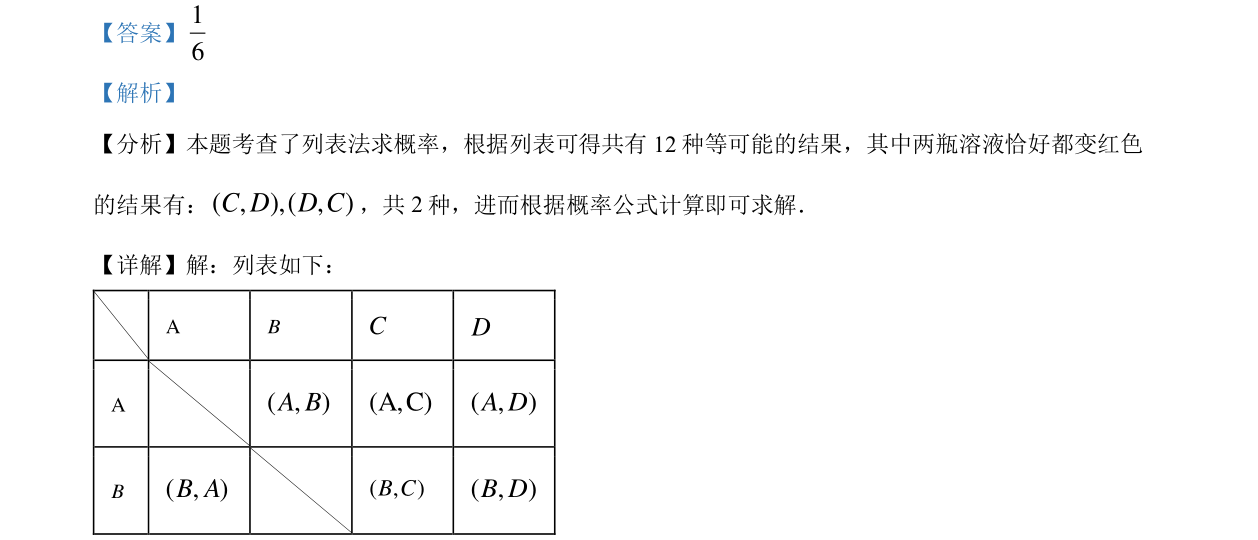 【答案】1/6
【解析】
【分析】本题考查了列表法求概率，根据列表可得共有 12 种等可能的结果，其中两瓶溶液恰好都变红色
的结果有：(C,D),(D,C)，共 2 种，进而根据概率公式计算即可求解．
【详解】解：列表如下：
A B C D
A (A,B) (A,C) (A,D)
B (B,A) (B,C) (B,D)